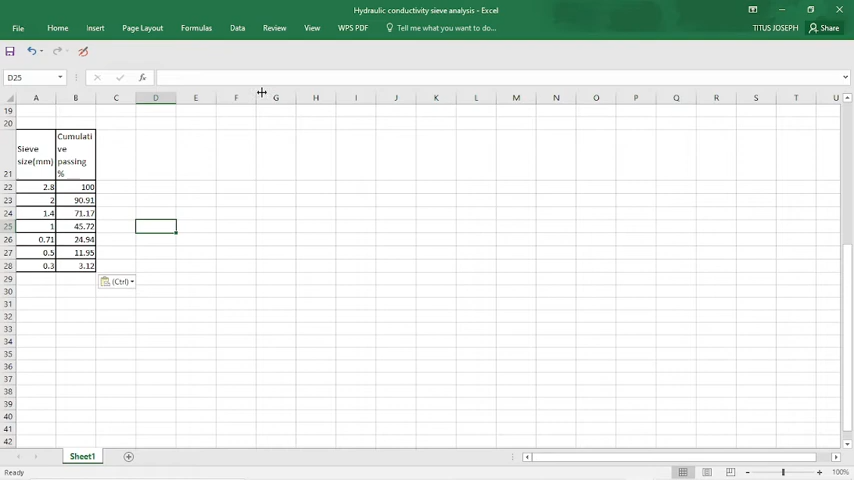 Hydraulic conductivity sieve analysis - Excel
TITUS JOSEPH
Share
File Home Insert Page Layout Formulas Data Review View WPS PDF Tell me what you want to do...
D25 fx
A B C D E F G H I J K L M N O P Q R S T U
19
20
21 Sieve size(mm) Cumulati
ve
passing
%
22 2.8 100
23 2 90.91
24 1.4 71.17
25 1 45.72
26 0.71 24.94
27 0.5 11.95
28 0.3 3.12
29 (Ctrl)
30
31
32
33
34
35
36
37
38
39
40
41
42
Sheet1
Ready 100%